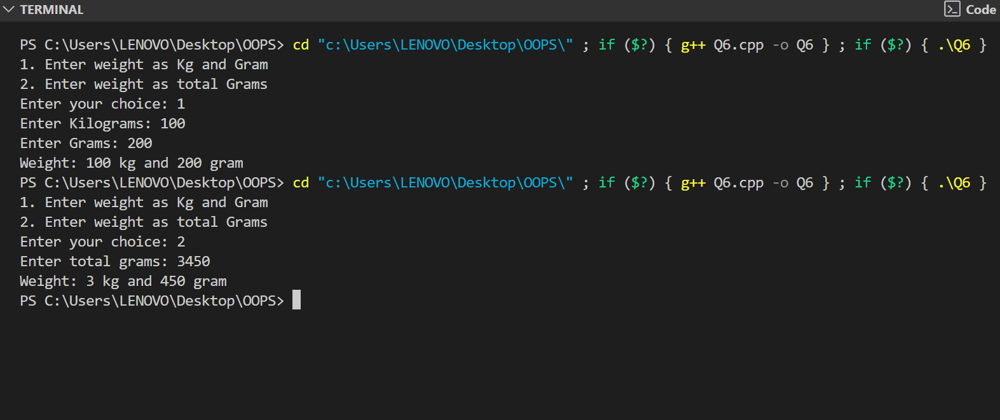 TERMINAL
Code
PS C:\Users\LENOVO\Desktop\OOPS> cd "c:\Users\LENOVO\Desktop\OOPS\" ; if ($?) { g++ Q6.cpp -o Q6 } ; if ($?) { .\Q6 }
1. Enter weight as Kg and Gram
2. Enter weight as total Grams
Enter your choice: 1
Enter Kilograms: 100
Enter Grams: 200
Weight: 100 kg and 200 gram
PS C:\Users\LENOVO\Desktop\OOPS> cd "c:\Users\LENOVO\Desktop\OOPS\" ; if ($?) { g++ Q6.cpp -o Q6 } ; if ($?) { .\Q6 }
1. Enter weight as Kg and Gram
2. Enter weight as total Grams
Enter your choice: 2
Enter total grams: 3450
Weight: 3 kg and 450 gram
PS C:\Users\LENOVO\Desktop\OOPS>